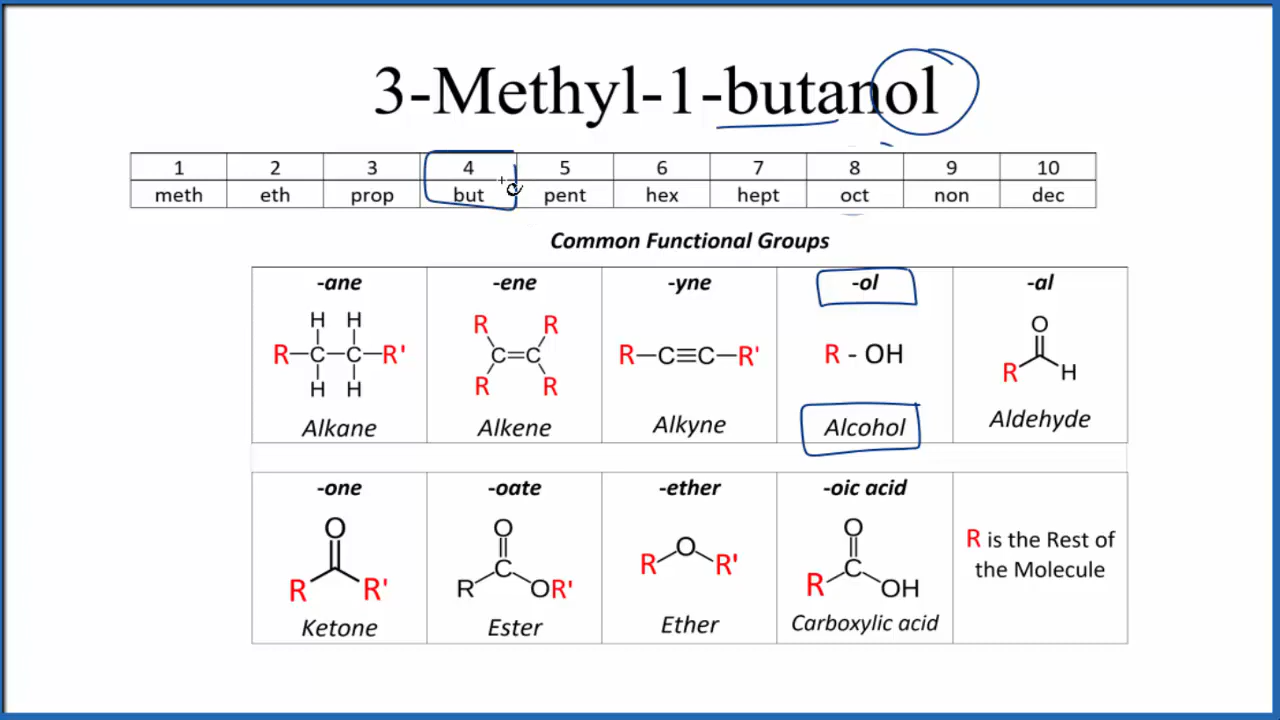 3-Methyl-1-butanol
1 2 3 4 5 6 7 8 9 10
meth eth prop but pent hex hept oct non dec
Common Functional Groups
-ane -ene -yne -ol -al
H H R R O
R—C—C—R' C=C R—C≡C—R' R - OH
H H R R R H
Alkane Alkene Alkyne Alcohol Aldehyde
-one -oate -ether -oic acid
O O O O R is the Rest of
R R' R C OR' R R' R C OH the Molecule
Ketone Ester Ether Carboxylic acid